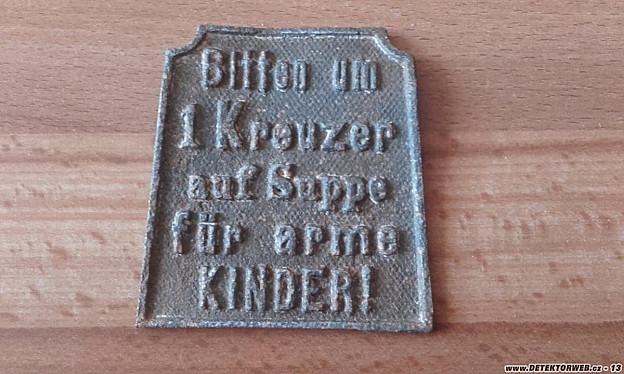 Bitten um
1 Kreuzer
auf Suppe
für arme
KINDER!
www.DETEKTORWEB.cz - 13